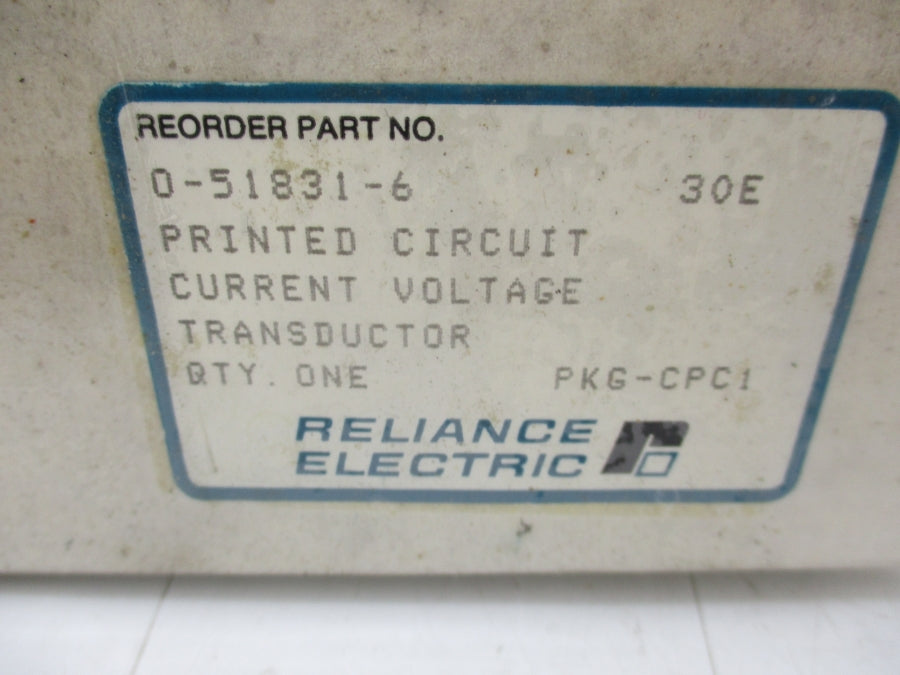 REORDER PART NO.
0-51831-6 30E
PRINTED CIRCUIT
CURRENT VOLTAGE
TRANSDUCTOR
QTY. ONE PKG-CPC1
RELIANCE
ELECTRIC